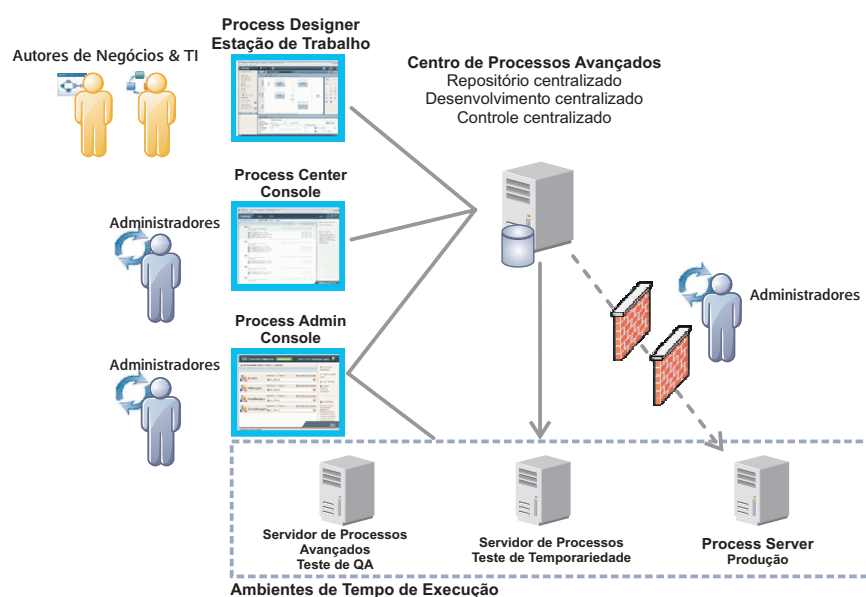 Process Designer
Estação de Trabalho
Autores de Negócios & TI
Centro de Processos Avançados
Repositório centralizado
Desenvolvimento centralizado
Controle centralizado
Process Center
Console
Administradores
Administradores
Process Admin
Console
Administradores
Servidor de Processos
Avançados
Teste de QA
Servidor de Processos
Teste de Temporariedade
Process Server
Produção
Ambientes de Tempo de Execução